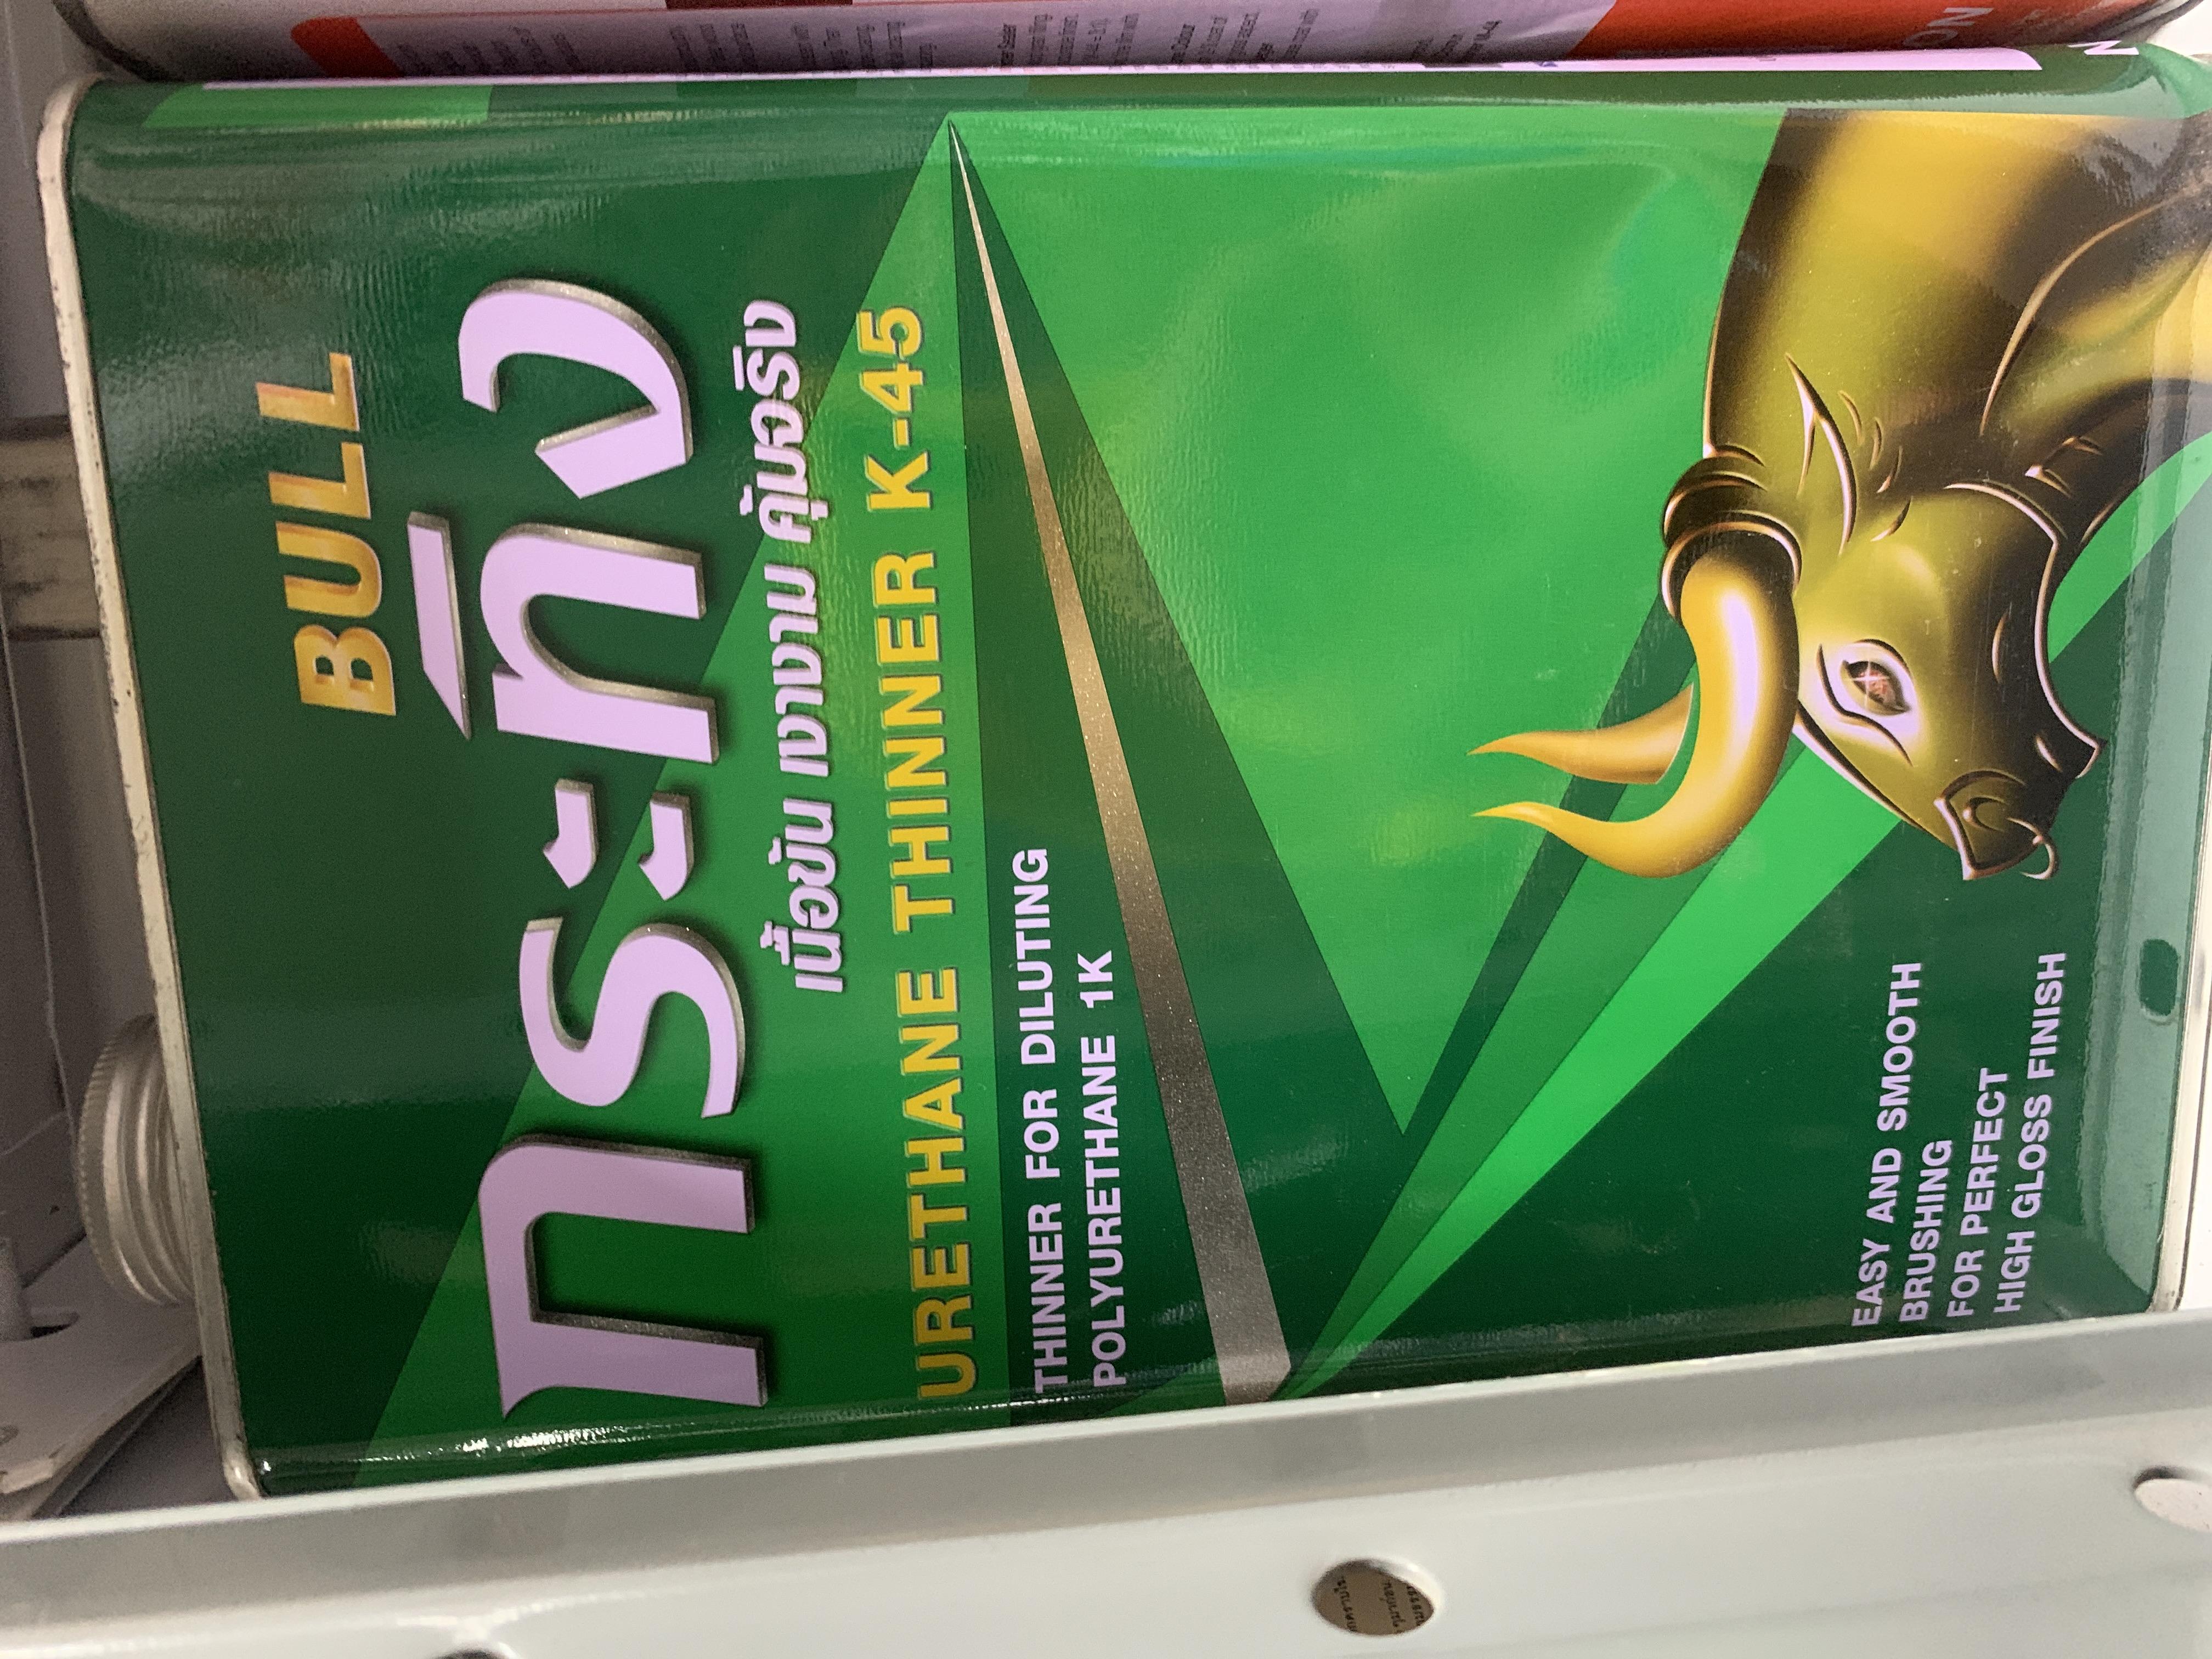 BULL
กระทิง
เนื้อข้น เงางาม คุ้มจริง
URETHANE THINNER K-45
THINNER FOR DILUTING
POLYURETHANE 1K
EASY AND SMOOTH
BRUSHING
FOR PERFECT
HIGH GLOSS FINISH